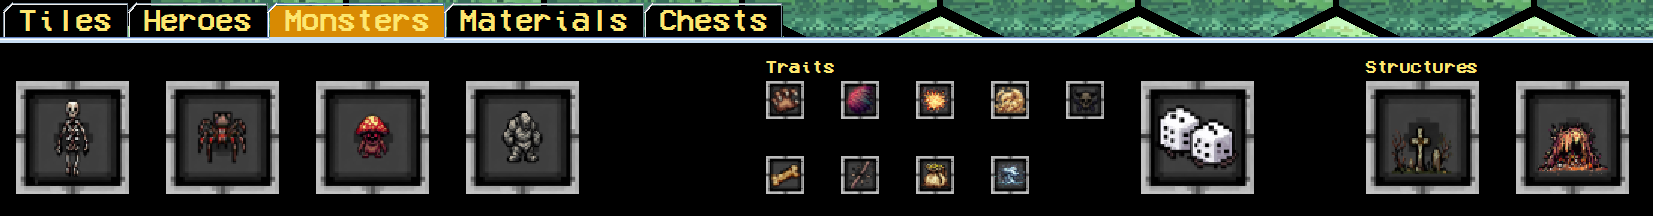 Tiles Heroes Monsters Materials Chests
Traits Structures